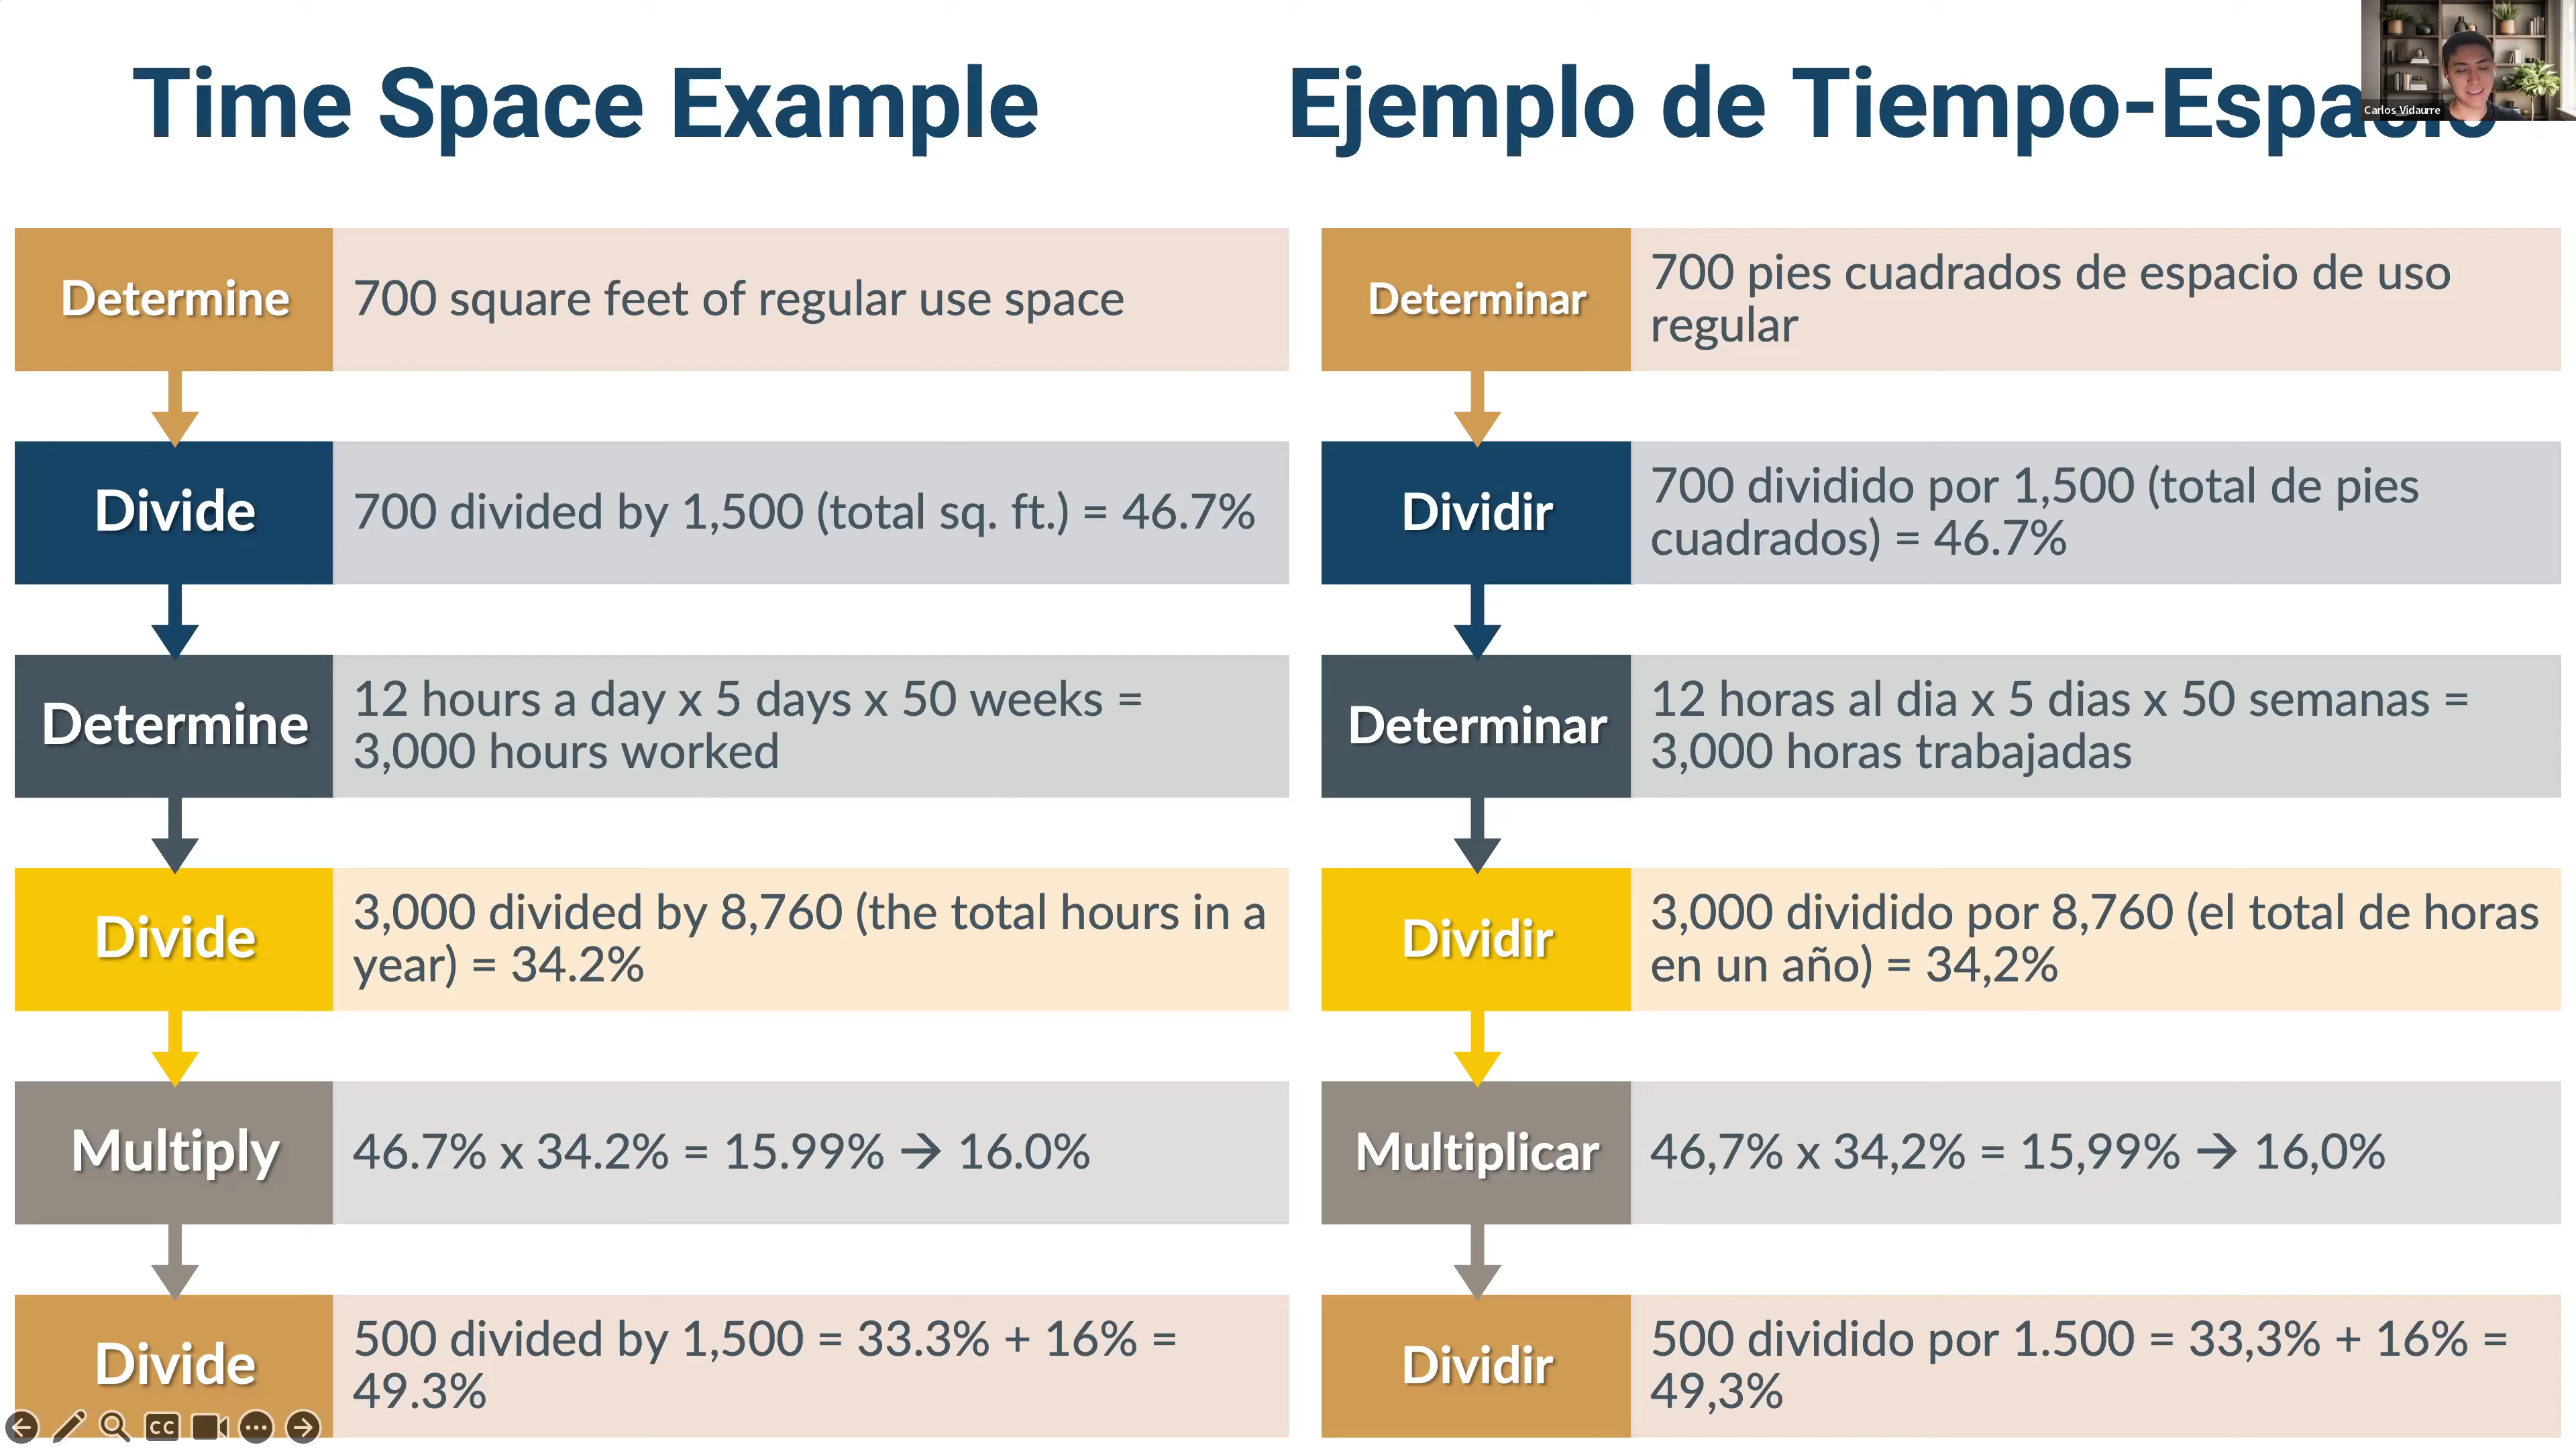 Time Space Example
Ejemplo de Tiempo-Espacio
Carlos Vidaurre
Determine
700 square feet of regular use space
Divide
700 divided by 1,500 (total sq. ft.) = 46.7%
Determine
12 hours a day x 5 days x 50 weeks =
3,000 hours worked
Divide
3,000 divided by 8,760 (the total hours in a
year) = 34.2%
Multiply
46.7% x 34.2% = 15.99% → 16.0%
Divide
500 divided by 1,500 = 33.3% + 16% =
49.3%
Determinar
700 pies cuadrados de espacio de uso
regular
Dividir
700 dividido por 1,500 (total de pies
cuadrados) = 46.7%
Determinar
12 horas al dia x 5 dias x 50 semanas =
3,000 horas trabajadas
Dividir
3,000 dividido por 8,760 (el total de horas
en un año) = 34,2%
Multiplicar
46,7% x 34,2% = 15,99% → 16,0%
Dividir
500 dividido por 1.500 = 33,3% + 16% =
49,3%
CC